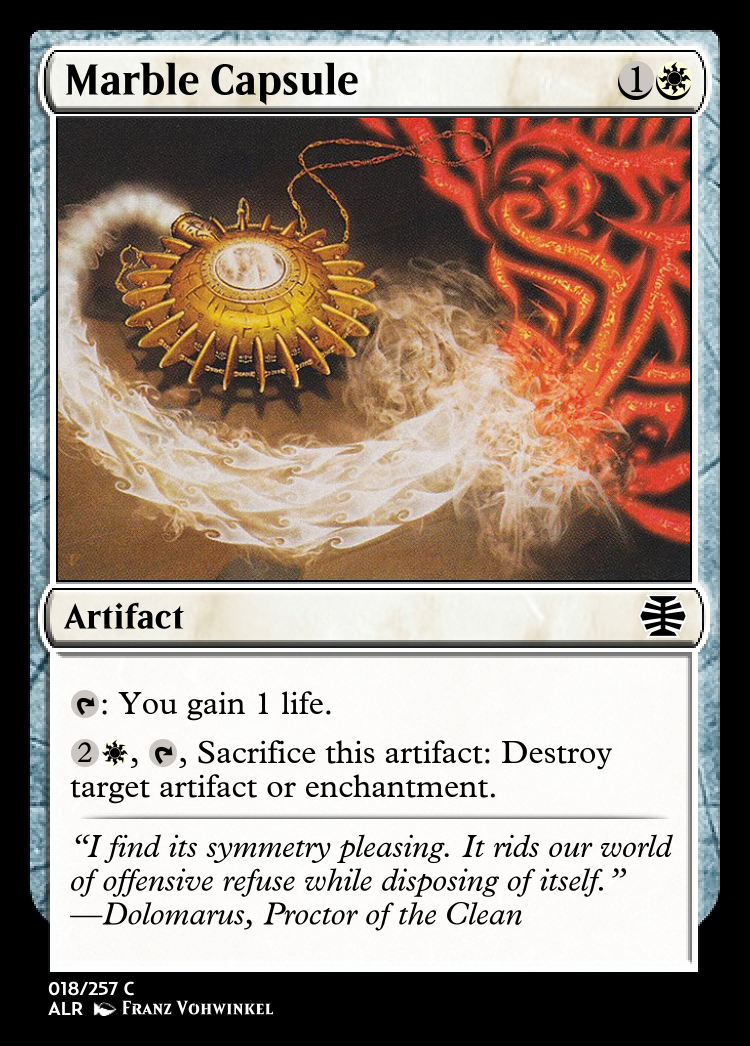 Marble Capsule 1
Artifact
: You gain 1 life.
2, , Sacrifice this artifact: Destroy
target artifact or enchantment.
“I find its symmetry pleasing. It rids our world
of offensive refuse while disposing of itself.”
—Dolomarus, Proctor of the Clean
018/257 C
ALR Franz Vohwinkel